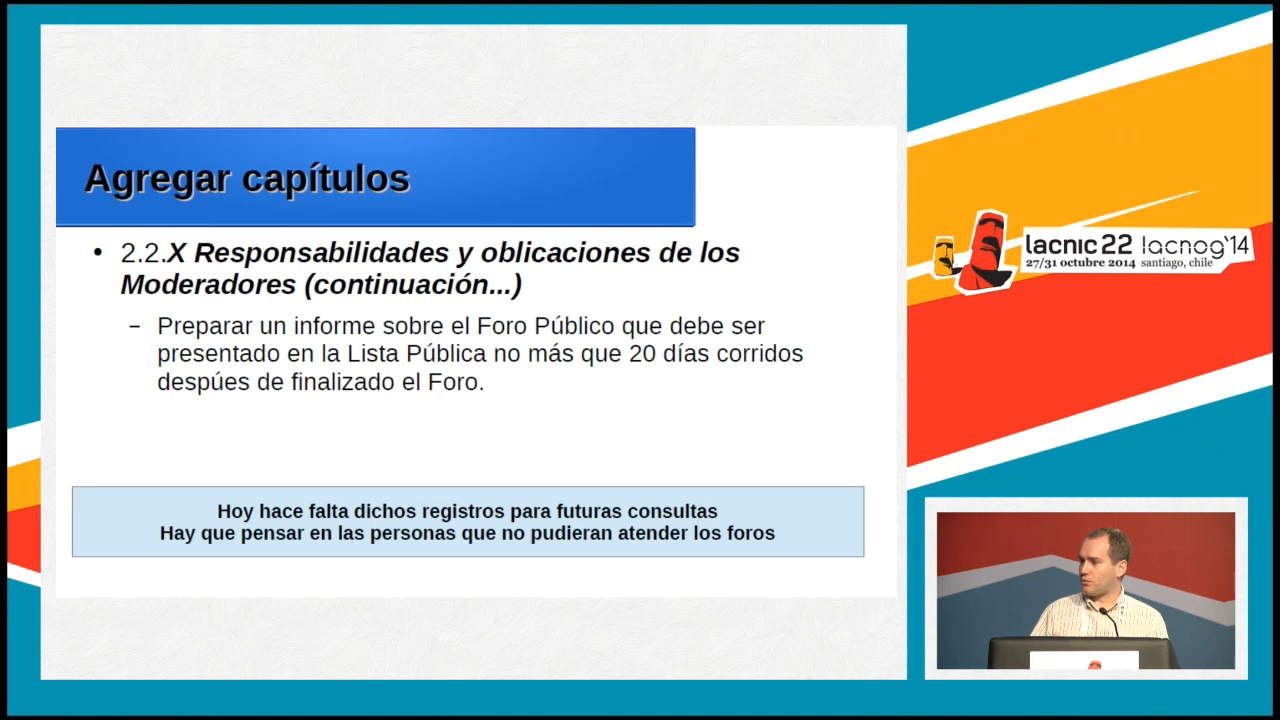 Agregar capítulos
• 2.2.X Responsabilidades y oblicaciones de los
Moderadores (continuación...)
– Preparar un informe sobre el Foro Público que debe ser
presentado en la Lista Pública no más que 20 días corridos
despúes de finalizado el Foro.
Hoy hace falta dichos registros para futuras consultas
Hay que pensar en las personas que no pudieran atender los foros
lacnic 22 lacnog'14
27/31 octubre 2014 santiago, chile